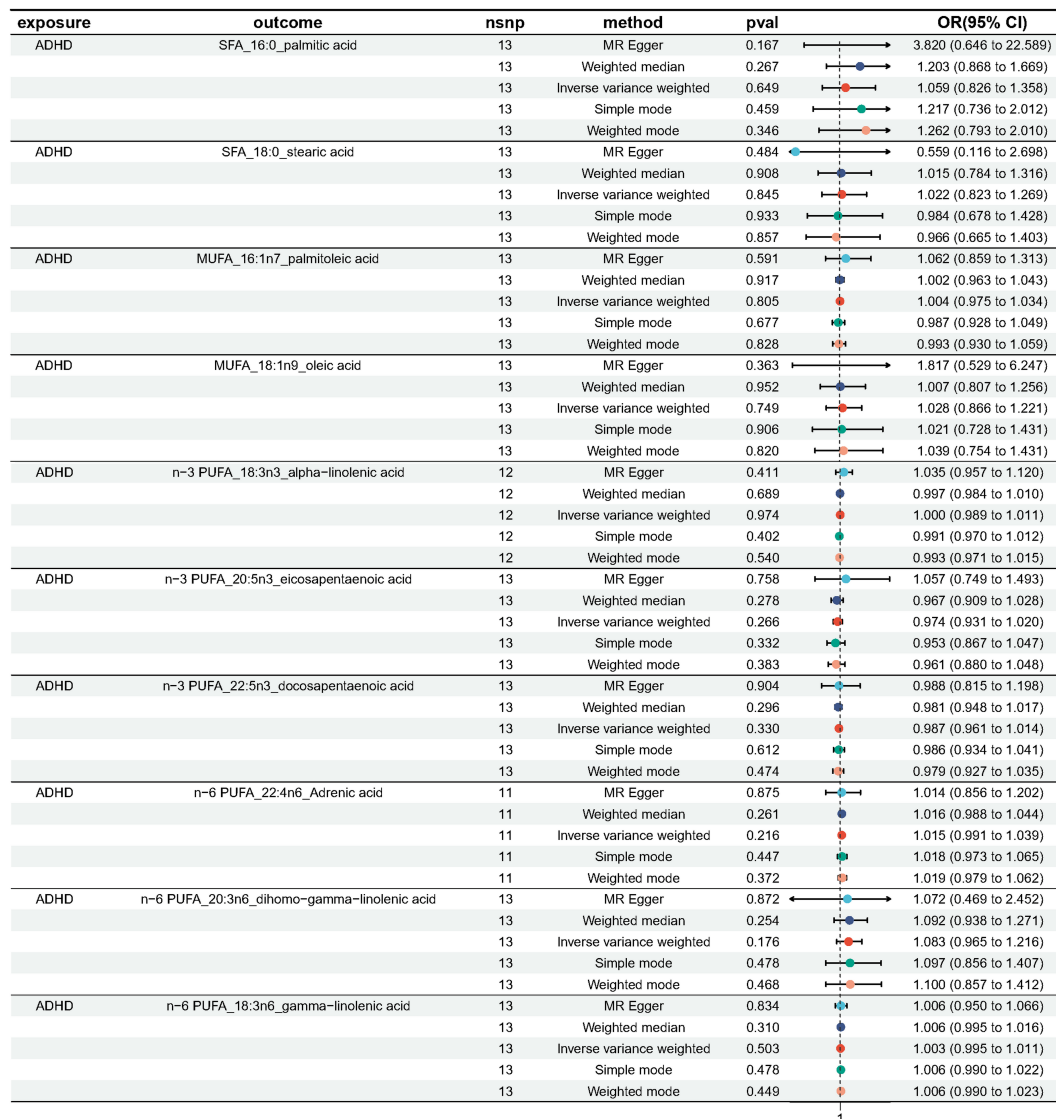 exposure outcome nsnp method pval OR(95% CI)
ADHD SFA_16:0_palmitic acid 13 MR Egger 0.167 3.820 (0.646 to 22.589)
13 Weighted median 0.267 1.203 (0.868 to 1.669)
13 Inverse variance weighted 0.649 1.059 (0.826 to 1.358)
13 Simple mode 0.459 1.217 (0.736 to 2.012)
13 Weighted mode 0.346 1.262 (0.793 to 2.010)
ADHD SFA_18:0_stearic acid 13 MR Egger 0.484 0.559 (0.116 to 2.698)
13 Weighted median 0.908 1.015 (0.784 to 1.316)
13 Inverse variance weighted 0.845 1.022 (0.823 to 1.269)
13 Simple mode 0.933 0.984 (0.678 to 1.428)
13 Weighted mode 0.857 0.966 (0.665 to 1.403)
ADHD MUFA_16:1n7_palmitoleic acid 13 MR Egger 0.591 1.062 (0.859 to 1.313)
13 Weighted median 0.917 1.002 (0.963 to 1.043)
13 Inverse variance weighted 0.805 1.004 (0.975 to 1.034)
13 Simple mode 0.677 0.987 (0.928 to 1.049)
13 Weighted mode 0.828 0.993 (0.930 to 1.059)
ADHD MUFA_18:1n9_oleic acid 13 MR Egger 0.363 1.817 (0.529 to 6.247)
13 Weighted median 0.952 1.007 (0.807 to 1.256)
13 Inverse variance weighted 0.749 1.028 (0.866 to 1.221)
13 Simple mode 0.906 1.021 (0.728 to 1.431)
13 Weighted mode 0.820 1.039 (0.754 to 1.431)
ADHD n−3 PUFA_18:3n3_alpha−linolenic acid 12 MR Egger 0.411 1.035 (0.957 to 1.120)
12 Weighted median 0.689 0.997 (0.984 to 1.010)
12 Inverse variance weighted 0.974 1.000 (0.989 to 1.011)
12 Simple mode 0.402 0.991 (0.970 to 1.012)
12 Weighted mode 0.540 0.993 (0.971 to 1.015)
ADHD n−3 PUFA_20:5n3_eicosapentaenoic acid 13 MR Egger 0.758 1.057 (0.749 to 1.493)
13 Weighted median 0.278 0.967 (0.909 to 1.028)
13 Inverse variance weighted 0.266 0.974 (0.931 to 1.020)
13 Simple mode 0.332 0.953 (0.867 to 1.047)
13 Weighted mode 0.383 0.961 (0.880 to 1.048)
ADHD n−3 PUFA_22:5n3_docosapentaenoic acid 13 MR Egger 0.904 0.988 (0.815 to 1.198)
13 Weighted median 0.296 0.981 (0.948 to 1.017)
13 Inverse variance weighted 0.330 0.987 (0.961 to 1.014)
13 Simple mode 0.612 0.986 (0.934 to 1.041)
13 Weighted mode 0.474 0.979 (0.927 to 1.035)
ADHD n−6 PUFA_22:4n6_Adrenic acid 11 MR Egger 0.875 1.014 (0.856 to 1.202)
11 Weighted median 0.261 1.016 (0.988 to 1.044)
11 Inverse variance weighted 0.216 1.015 (0.991 to 1.039)
11 Simple mode 0.447 1.018 (0.973 to 1.065)
11 Weighted mode 0.372 1.019 (0.979 to 1.062)
ADHD n−6 PUFA_20:3n6_dihomo−gamma−linolenic acid 13 MR Egger 0.872 1.072 (0.469 to 2.452)
13 Weighted median 0.254 1.092 (0.938 to 1.271)
13 Inverse variance weighted 0.176 1.083 (0.965 to 1.216)
13 Simple mode 0.478 1.097 (0.856 to 1.407)
13 Weighted mode 0.468 1.100 (0.857 to 1.412)
ADHD n−6 PUFA_18:3n6_gamma−linolenic acid 13 MR Egger 0.834 1.006 (0.950 to 1.066)
13 Weighted median 0.310 1.006 (0.995 to 1.016)
13 Inverse variance weighted 0.503 1.003 (0.995 to 1.011)
13 Simple mode 0.478 1.006 (0.990 to 1.022)
13 Weighted mode 0.449 1.006 (0.990 to 1.023)
1